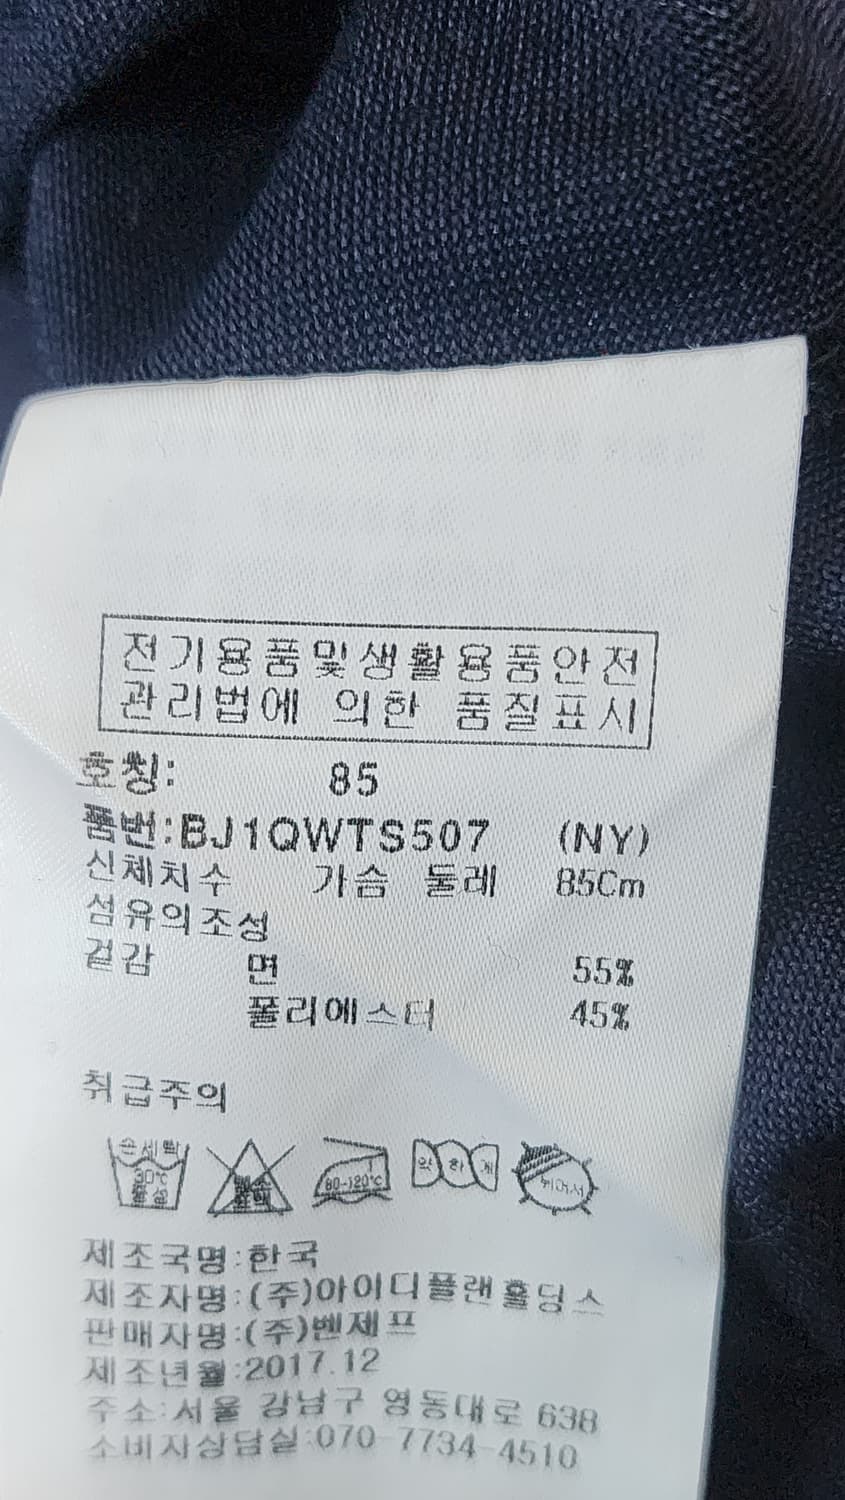 전기용품및생활용품안전
관리법에 의한 품질표시
호칭: 85
품번:BJ1QWTS507 (NY)
신체치수 가슴 둘레 85Cm
섬유의조성
겉감 면 55%
폴리에스터 45%
취급주의
손세탁 30℃ 중성
80-120℃
약하게
뉘어서
제조국명:한국
제조자명:(주)아이디플랜홀딩스
판매자명:(주)벤제프
제조년월:2017.12
주소:서울 강남구 영동대로 638
소비자상담실:070-7734-4510